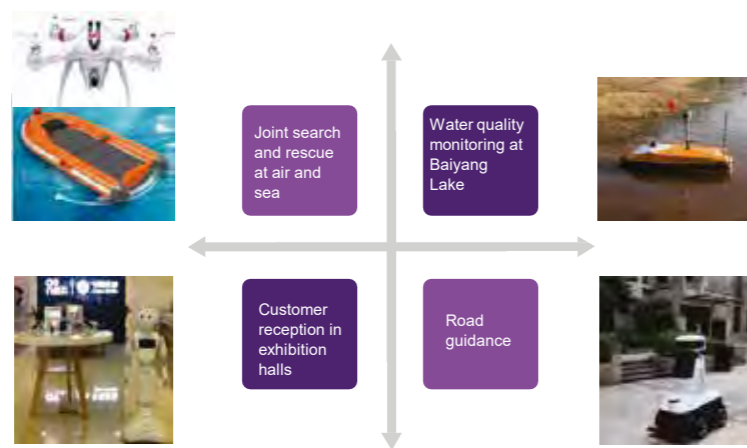 Joint search
and rescue
at air and
sea
Water quality
monitoring at
Baiyang
Lake
Customer
reception in
exhibition
halls
Road
guidance